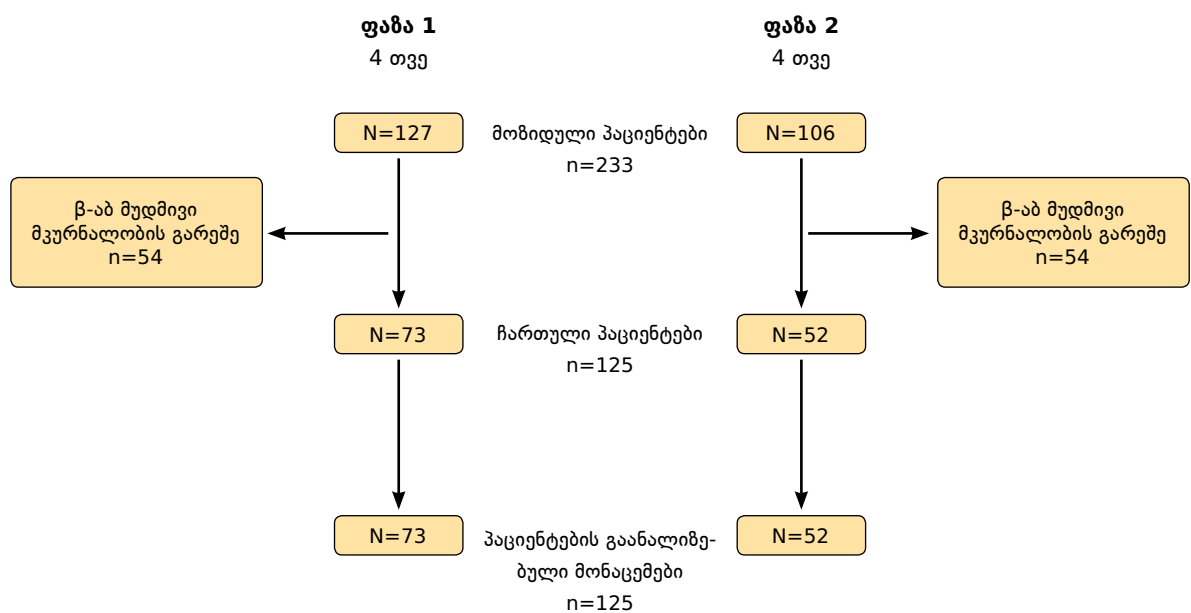 ფაზა 1
4 თვე
ფაზა 2
4 თვე
N=127
მოზიდული პაციენტები
n=233
N=106
β-აბ მუდმივი
მკურნალობის გარეშე
n=54
β-აბ მუდმივი
მკურნალობის გარეშე
n=54
N=73
ჩართული პაციენტები
n=125
N=52
N=73
პაციენტების გაანალიზე-
ბული მონაცემები
n=125
N=52